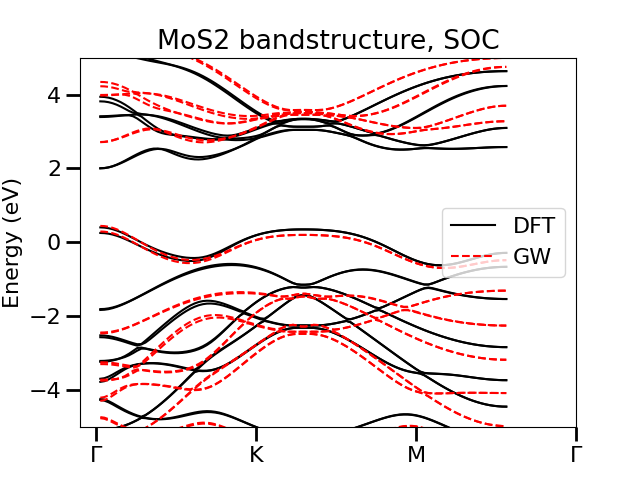 MoS2 bandstructure, SOC
Energy (eV)
4
2
0
−2
−4
DFT
GW
Γ K M Γ